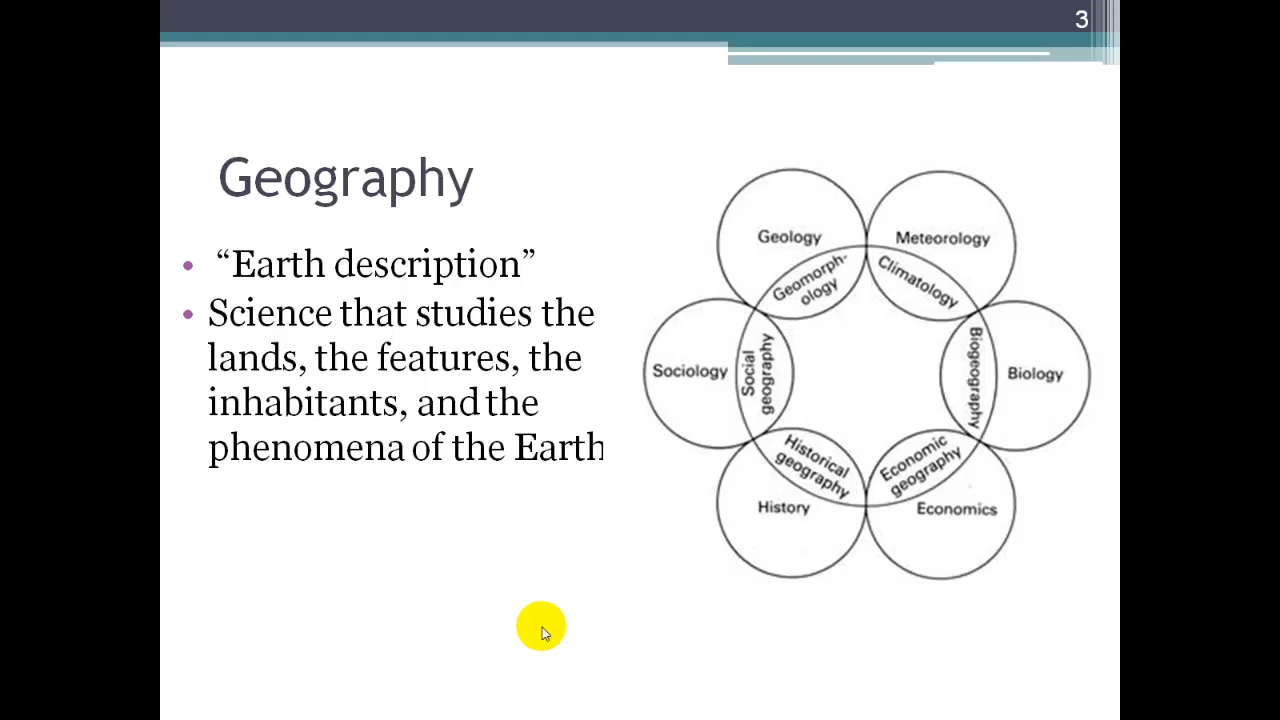 3
Geography
• “Earth description”
• Science that studies the
lands, the features, the
inhabitants, and the
phenomena of the Earth
Geology
Meteorology
Geomorph-
ology
Climatology
Sociology
Social
geography
Biogeography
Biology
Historical
geography
Economic
geography
History
Economics